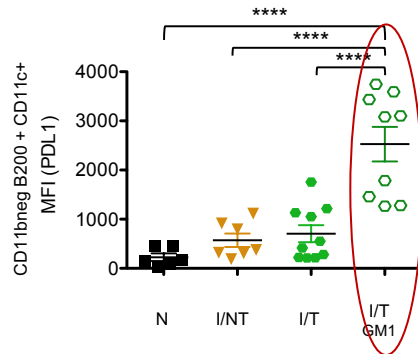 ****
****
****
CD11bneg B200 + CD11c+
MFI (PDL1)
4000
3000
2000
1000
0
N
I/NT
I/T
I/T
GM1